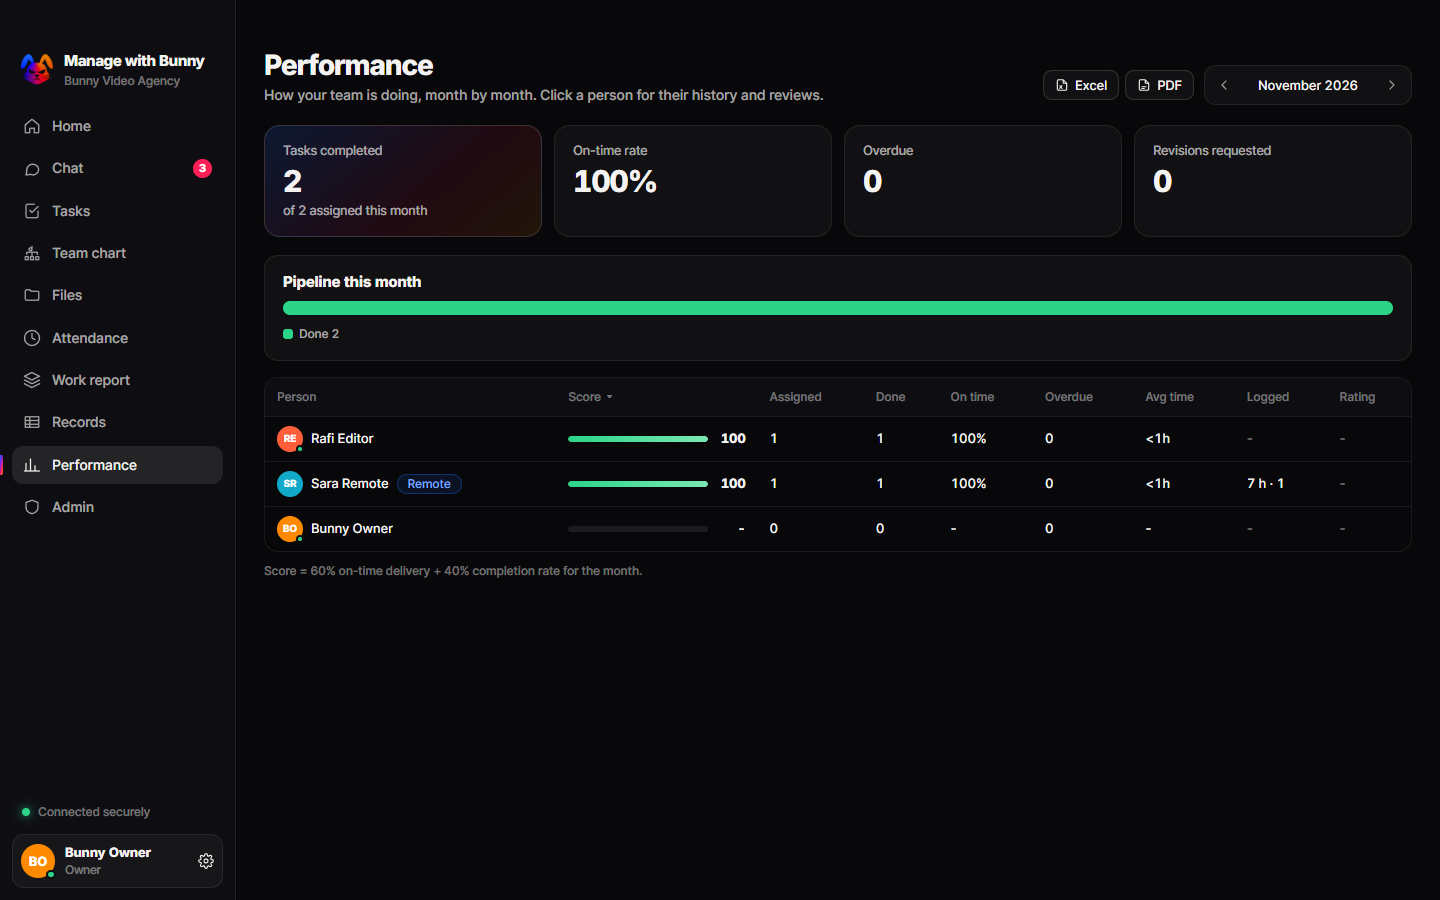 Manage with Bunny
Bunny Video Agency
Home
Chat 3
Tasks
Team chart
Files
Attendance
Work report
Records
Performance
Admin
Connected securely
BO Bunny Owner
Owner
Performance
How your team is doing, month by month. Click a person for their history and reviews.
Excel PDF November 2026
Tasks completed
2
of 2 assigned this month
On-time rate
100%
Overdue
0
Revisions requested
0
Pipeline this month
Done 2
Person Score Assigned Done On time Overdue Avg time Logged Rating
RE Rafi Editor 100 1 1 100% 0 <1h - -
SR Sara Remote Remote 100 1 1 100% 0 <1h 7 h · 1 -
BO Bunny Owner - 0 0 - 0 - - -
Score = 60% on-time delivery + 40% completion rate for the month.